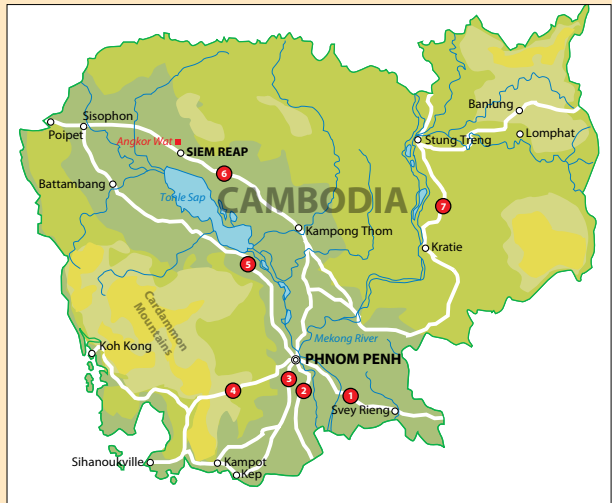 Banlung
Sisophon
Poipet
Stung Treng
Lomphat
Angkor Wat
SIEM REAP
6
Battambang
Tonle Sap
CAMBODIA
7
Kampong Thom
Kratie
5
Cardammon
Mountains
Mekong River
Koh Kong
PHNOM PENH
3
4
2
1
Svey Rieng
Sihanoukville
Kampot
Kep